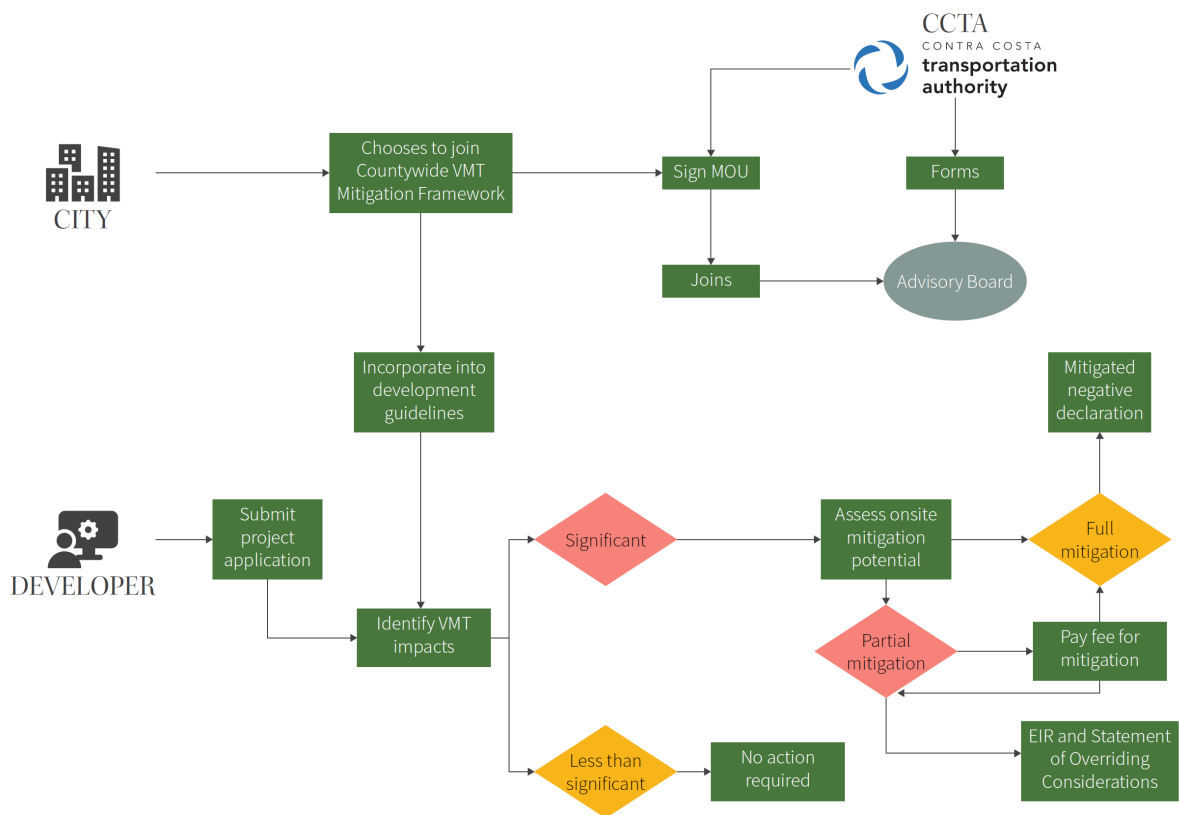 CCTA
CONTRA COSTA
transportation
authority
Chooses to join
Countywide VMT
Mitigation Framework
Sign MOU
Forms
CITY
Joins
Advisory Board
Incorporate into
development
guidelines
Mitigated
negative
declaration
Submit
project
application
DEVELOPER
Significant
Assess onsite
mitigation
potential
Full
mitigation
Identify VMT
impacts
Partial
mitigation
Pay fee for
mitigation
Less than
significant
No action
required
EIR and Statement
of Overriding
Considerations